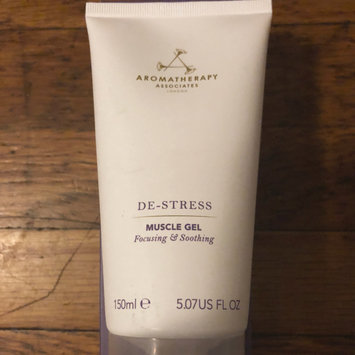 AROMATHERAPY
ASSOCIATES
LONDON
DE-STRESS
MUSCLE GEL
Focusing & Soothing
150ml ℮ 5.07US FL OZ